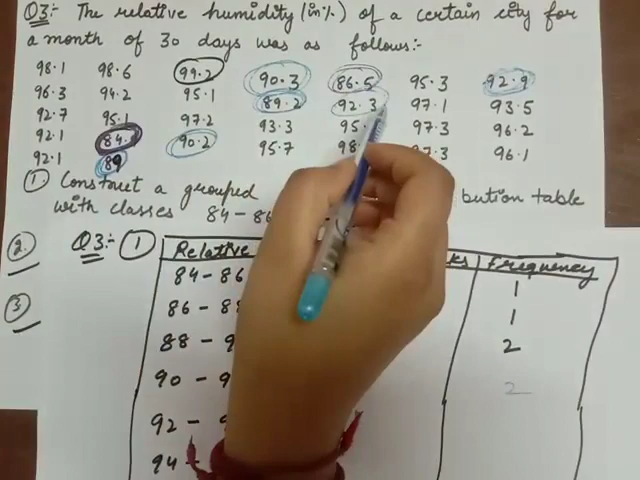 Q3:- The relative humidity (in%) of a certain city for
a month of 30 days was as follows:-
98.1 98.6 99.2 90.3 86.5 95.3 92.9
96.3 94.2 95.1 89.2 92.3 97.1 93.5
92.7 95.1 97.2 93.3 95. 97.3 96.2
92.1 84. 90.2 95.7 98. 97.3 96.1
92.1 89
① Construct a grouped bution table
with classes 84 - 86
② Q3:- ① Relative ks Frequency
84 - 86 1
③ 86 - 88 1
88 - 9 2
90 - 9 2
92 -
94 -